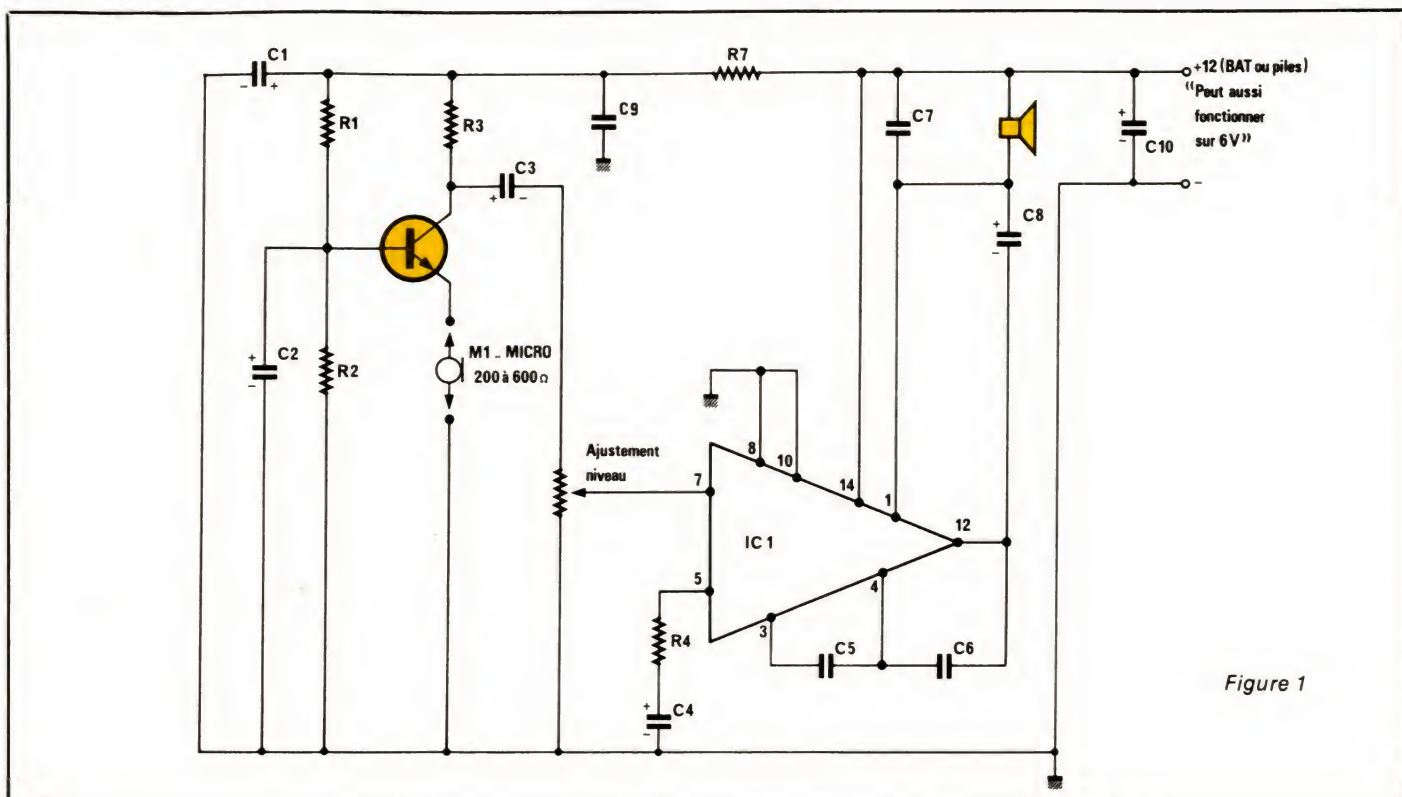 C1
- +
R1
R3
C3
+ -
C9
R7
C7
+
-
C10
+12 (BAT ou piles)
"Peut aussi
fonctionner
sur 6V"
-
C8
+
-
+
C2
-
R2
M1.. MICRO
200 à 600 Ω
Ajustement
niveau
7
8
10
14
1
12
IC 1
5
3
4
R4
C5
C6
+
C4
-
Figure 1